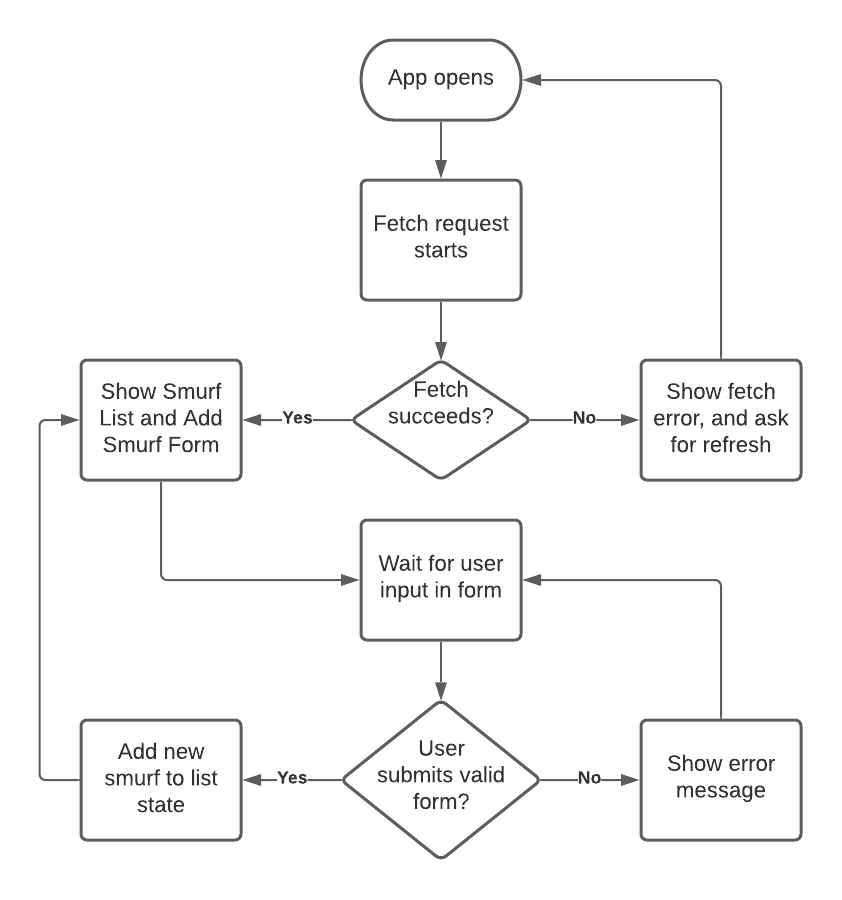 App opens
Fetch request
starts
Fetch
succeeds?
Yes
No
Show Smurf
List and Add
Smurf Form
Show fetch
error, and ask
for refresh
Wait for user
input in form
User
submits valid
form?
Yes
No
Add new
smurf to list
state
Show error
message